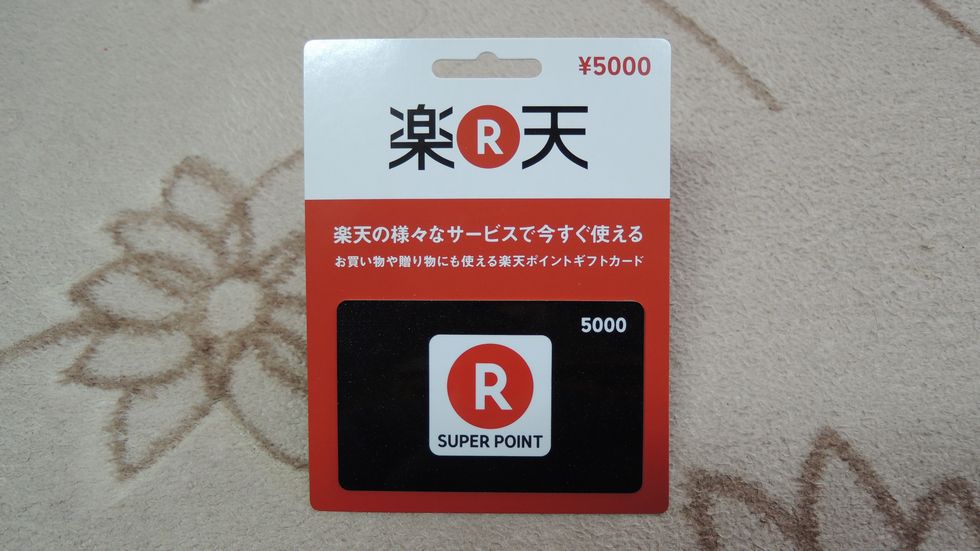 ¥5000
楽R天
楽天の様々なサービスで今すぐ使える
お買い物や贈り物にも使える楽天ポイントギフトカード
5000
R
SUPER POINT